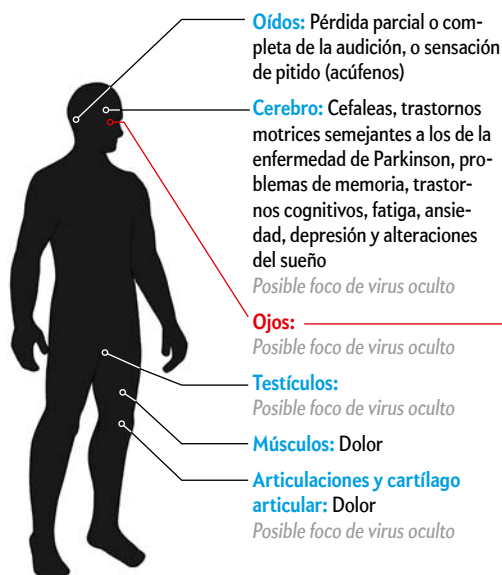 Oídos: Pérdida parcial o com-
pleta de la audición, o sensación
de pitido (acúfenos)
Cerebro: Cefaleas, trastornos
motrices semejantes a los de la
enfermedad de Parkinson, pro-
blemas de memoria, trastor-
nos cognitivos, fatiga, ansie-
dad, depresión y alteraciones
del sueño
Posible foco de virus oculto
Ojos:
Posible foco de virus oculto
Testículos:
Posible foco de virus oculto
Músculos: Dolor
Articulaciones y cartílago
articular: Dolor
Posible foco de virus oculto